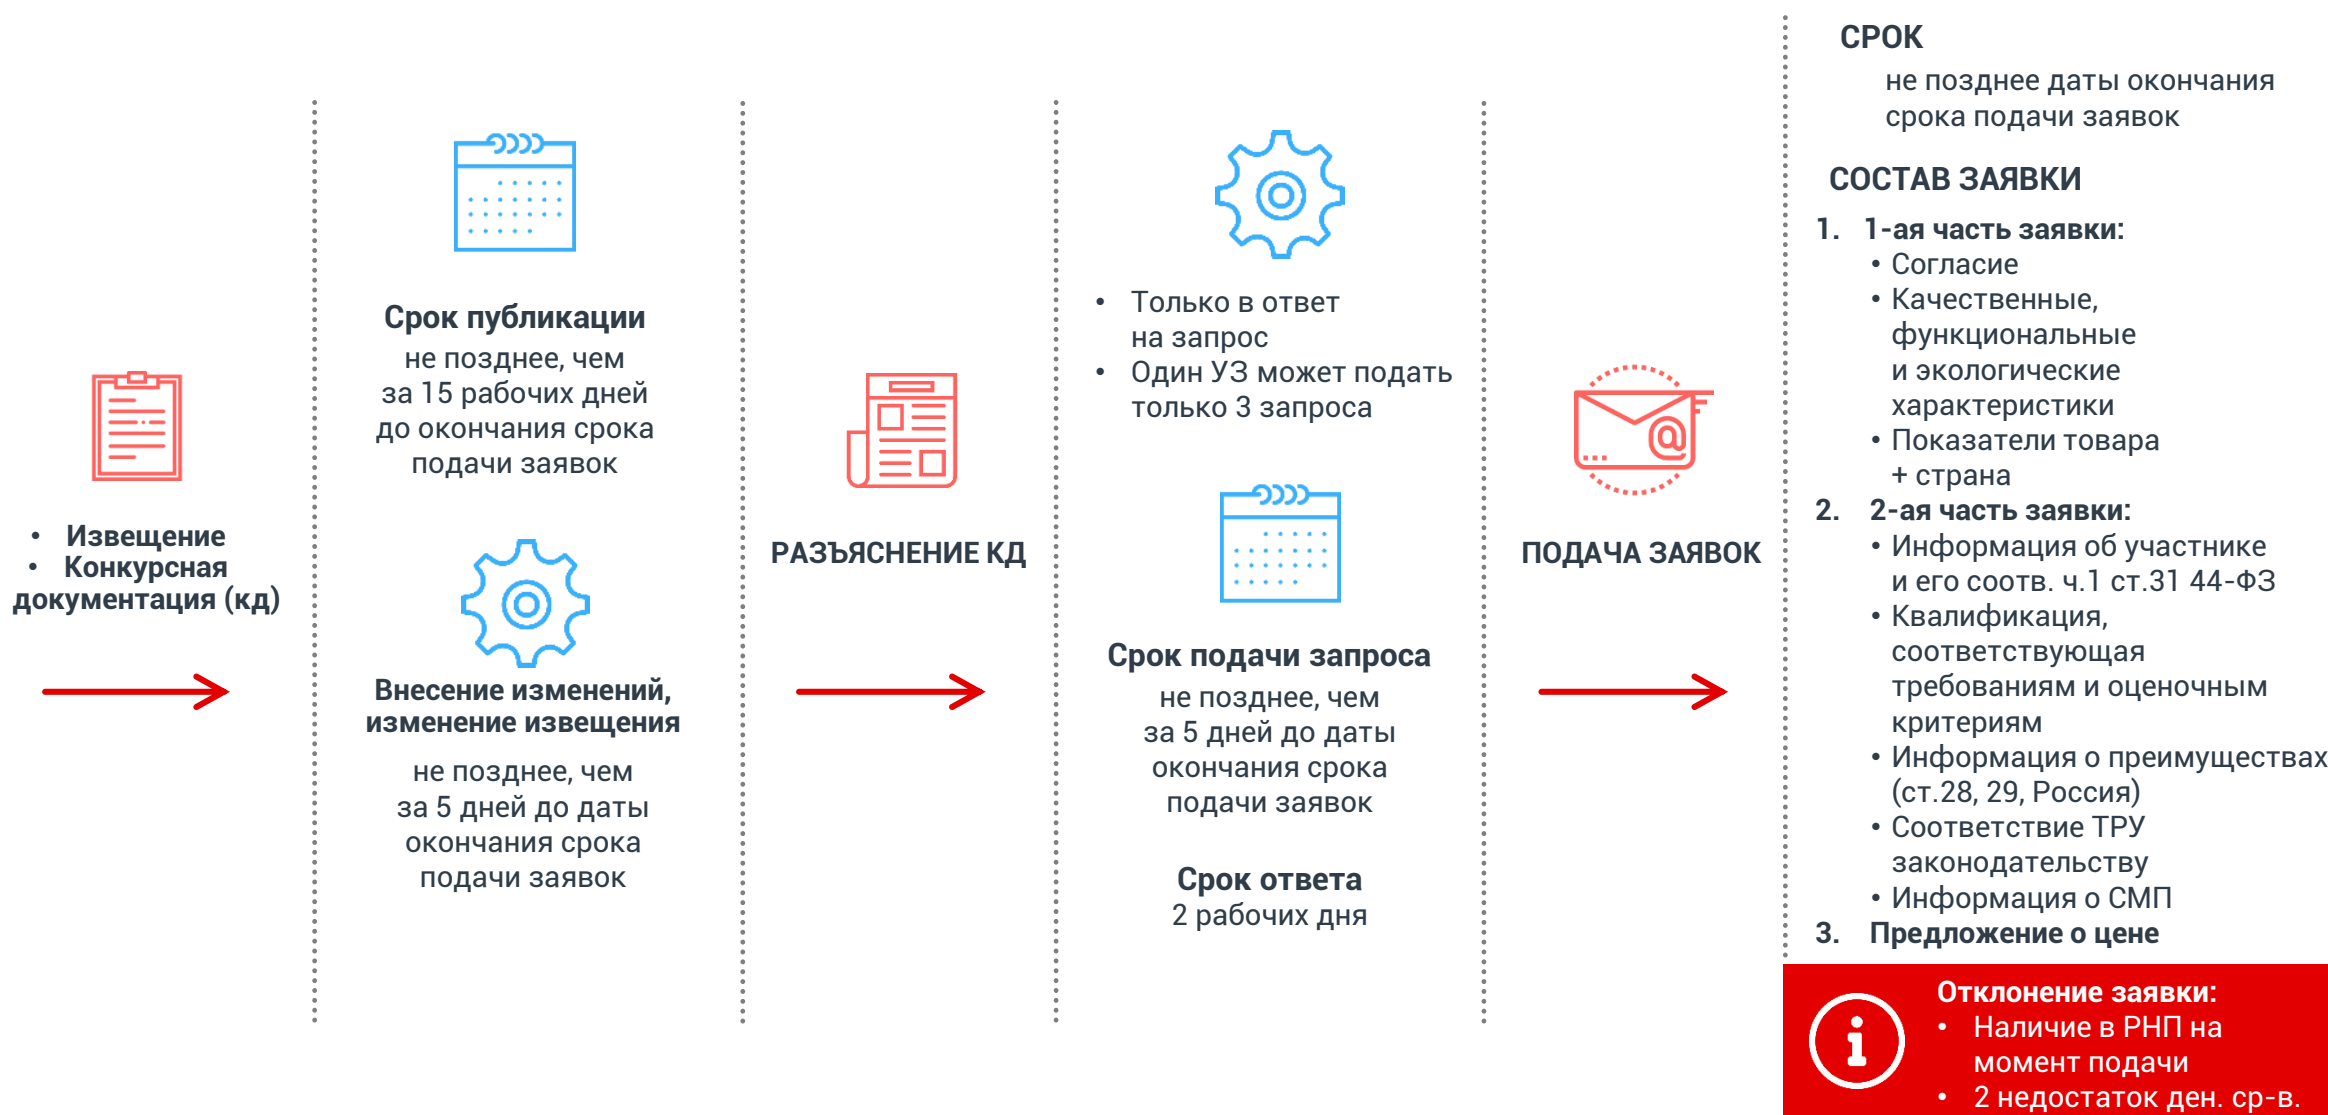 • Извещение
• Конкурсная
документация (кд)
Срок публикации
не позднее, чем
за 15 рабочих дней
до окончания срока
подачи заявок
Внесение изменений,
изменение извещения
не позднее, чем
за 5 дней до даты
окончания срока
подачи заявок
РАЗЪЯСНЕНИЕ КД
• Только в ответ
на запрос
• Один УЗ может подать
только 3 запроса
Срок подачи запроса
не позднее, чем
за 5 дней до даты
окончания срока
подачи заявок
Срок ответа
2 рабочих дня
@
ПОДАЧА ЗАЯВОК
СРОК
не позднее даты окончания
срока подачи заявок
СОСТАВ ЗАЯВКИ
1. 1-ая часть заявки:
• Согласие
• Качественные,
функциональные
и экологические
характеристики
• Показатели товара
+ страна
2. 2-ая часть заявки:
• Информация об участнике
и его соотв. ч.1 ст.31 44-ФЗ
• Квалификация,
соответствующая
требованиям и оценочным
критериям
• Информация о преимуществах
(ст.28, 29, Россия)
• Соответствие ТРУ
законодательству
• Информация о СМП
3. Предложение о цене
Отклонение заявки:
• Наличие в РНП на
момент подачи
• 2 недостаток ден. ср-в.